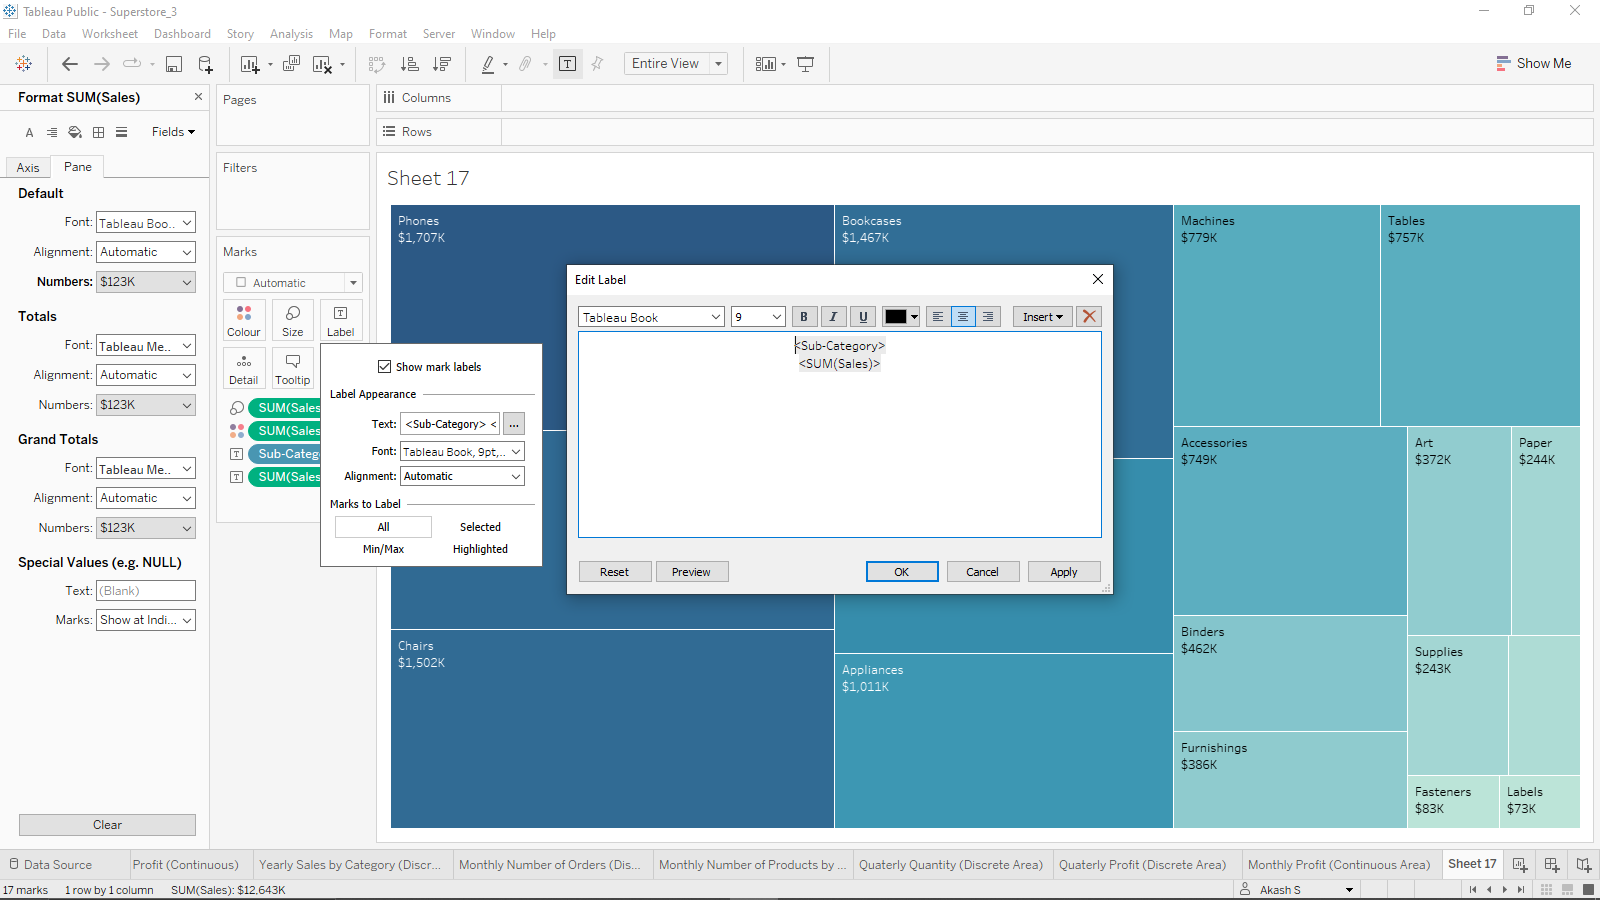 Tableau Public - Superstore_3
File Data Worksheet Dashboard Story Analysis Map Format Server Window Help
Entire View
Show Me
Format SUM(Sales)
Fields
Axis Pane
Default
Font: Tableau Boo..
Alignment: Automatic
Numbers: $123K
Totals
Font: Tableau Me..
Alignment: Automatic
Numbers: $123K
Grand Totals
Font: Tableau Me..
Alignment: Automatic
Numbers: $123K
Special Values (e.g. NULL)
Text: (Blank)
Marks: Show at Indi...
Clear
Pages
Filters
Marks
Automatic
Colour Size Label
Detail Tooltip
SUM(Sales
SUM(Sales
Sub-Catego
SUM(Sales
Show mark labels
Label Appearance
Text: <Sub-Category> < ...
Font: Tableau Book, 9pt,...
Alignment: Automatic
Marks to Label
All Selected
Min/Max Highlighted
Columns
Rows
Sheet 17
Phones
$1,707K
Bookcases
$1,467K
Machines
$779K
Tables
$757K
Edit Label
Tableau Book 9 B I U Insert
<Sub-Category>
<SUM(Sales)>
Reset Preview OK Cancel Apply
Accessories
$749K
Art
$372K
Paper
$244K
Chairs
$1,502K
Appliances
$1,011K
Binders
$462K
Supplies
$243K
Furnishings
$386K
Fasteners
$83K
Labels
$73K
Data Source Profit (Continuous) Yearly Sales by Category (Discr... Monthly Number of Orders (Dis... Monthly Number of Products by ... Quaterly Quantity (Discrete Area) Quaterly Profit (Discrete Area) Monthly Profit (Continuous Area) Sheet 17
17 marks 1 row by 1 column SUM(Sales): $12,643K Akash S